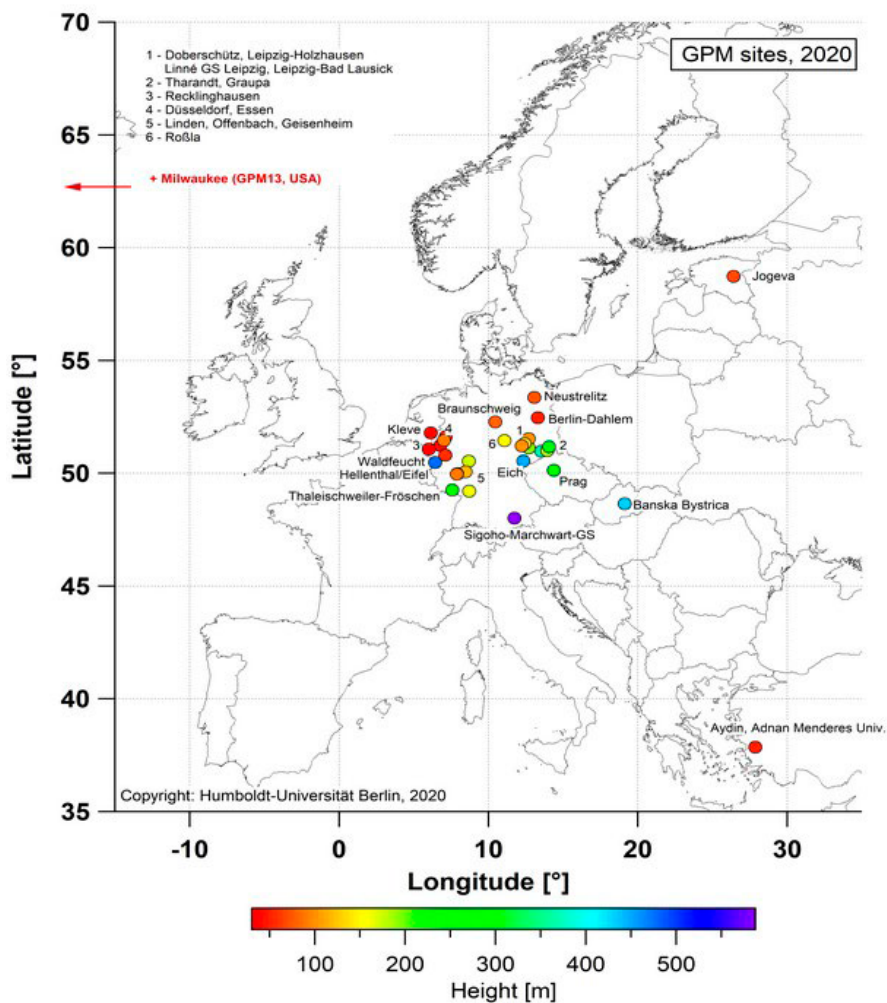 GPM sites, 2020
1 - Doberschütz, Leipzig-Holzhausen
Linné GS Leipzig, Leipzig-Bad Lausick
2 - Tharandt, Graupa
3 - Recklinghausen
4 - Düsseldorf, Essen
5 - Linden, Offenbach, Geisenheim
6 - Roßla
+ Milwaukee (GPM13, USA)
70
65
60
55
50
45
40
35
Latitude [°]
Jogeva
Neustrelitz
Braunschweig
Berlin-Dahlem
Kleve
4
1
3
6
2
Waldfeucht
Hellenthal/Eifel
5
Eich
Prag
Thaleischweiler-Fröschen
Banska Bystrica
Sigoho-Marchwart-GS
Aydin, Adnan Menderes Univ.
Copyright: Humboldt-Universität Berlin, 2020
-10
0
10
20
30
Longitude [°]
100
200
300
400
500
Height [m]